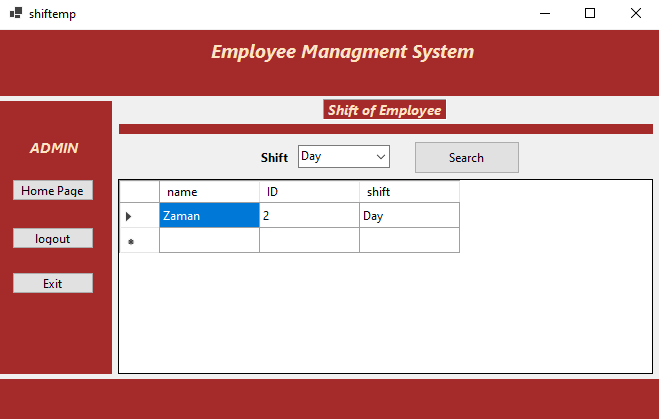 shiftemp
Employee Managment System
Shift of Employee
ADMIN
Shift Day Search
Home Page
logout
Exit
name ID shift
Zaman 2 Day